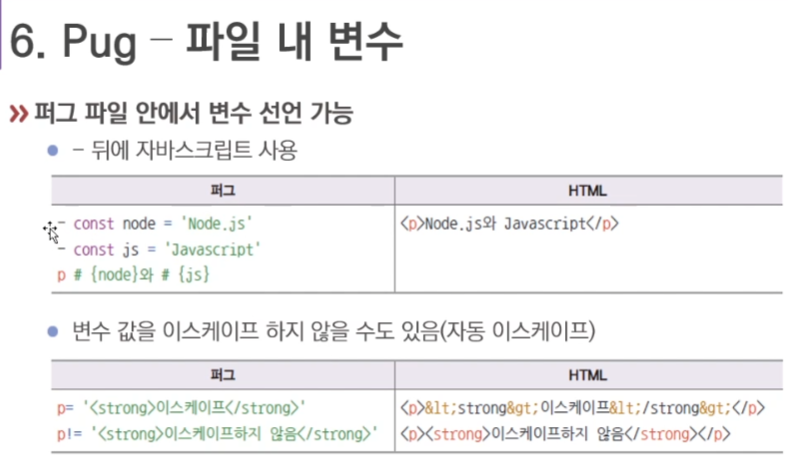 6. Pug – 파일 내 변수
» 퍼그 파일 안에서 변수 선언 가능
● – 뒤에 자바스크립트 사용
퍼그 HTML
- const node = 'Node.js' <p>Node.js와 Javascript</p>
- const js = 'Javascript'
p # {node}와 # {js}
● 변수 값을 이스케이프 하지 않을 수도 있음(자동 이스케이프)
퍼그 HTML
p= '<strong>이스케이프</strong>' <p>&lt;strong&gt;이스케이프&lt;/strong&gt;</p>
p!= '<strong>이스케이프하지 않음</strong>' <p><strong>이스케이프하지 않음</strong></p>